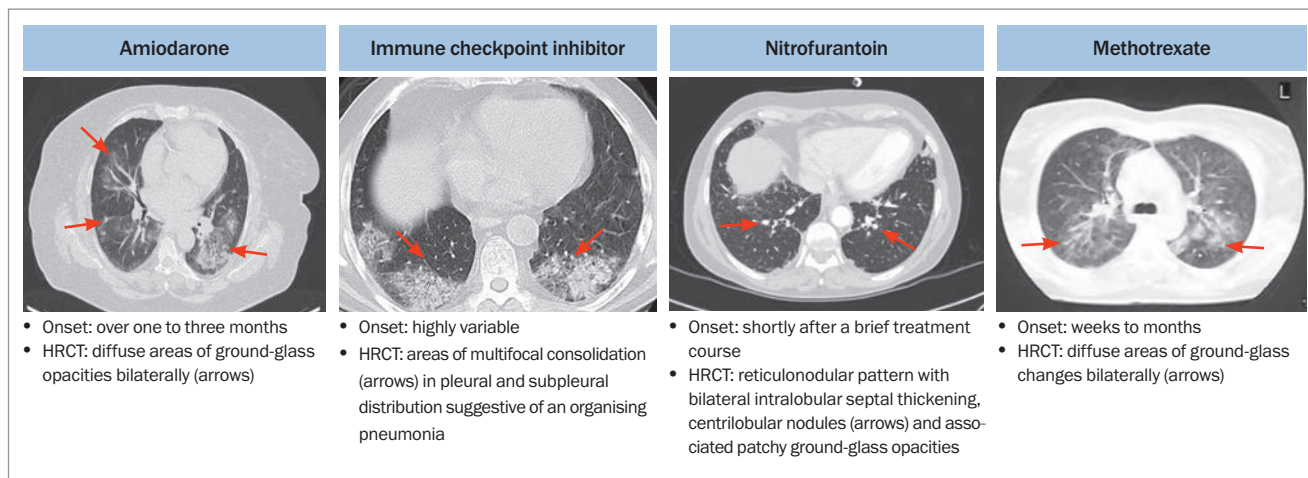 Amiodarone
Immune checkpoint inhibitor
Nitrofurantoin
Methotrexate
L
• Onset: over one to three months
• HRCT: diffuse areas of ground-glass
opacities bilaterally (arrows)
• Onset: highly variable
• HRCT: areas of multifocal consolidation
(arrows) in pleural and subpleural
distribution suggestive of an organising
pneumonia
• Onset: shortly after a brief treatment
course
• HRCT: reticulonodular pattern with
bilateral intralobular septal thickening,
centrilobular nodules (arrows) and asso-
ciated patchy ground-glass opacities
• Onset: weeks to months
• HRCT: diffuse areas of ground-glass
changes bilaterally (arrows)